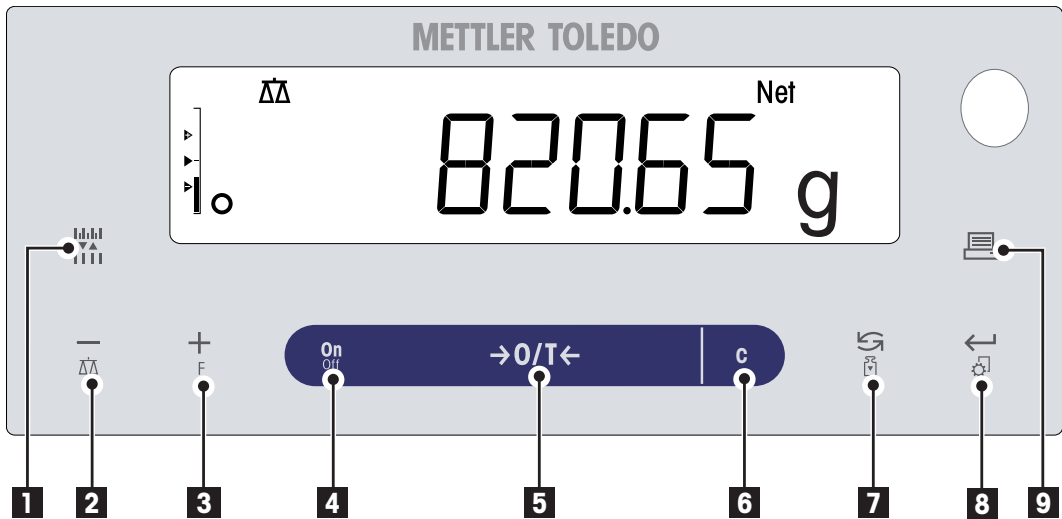 METTLER TOLEDO
Net
820.65 g
On
Off
→0/T←
C
F
1 2 3 4 5 6 7 8 9